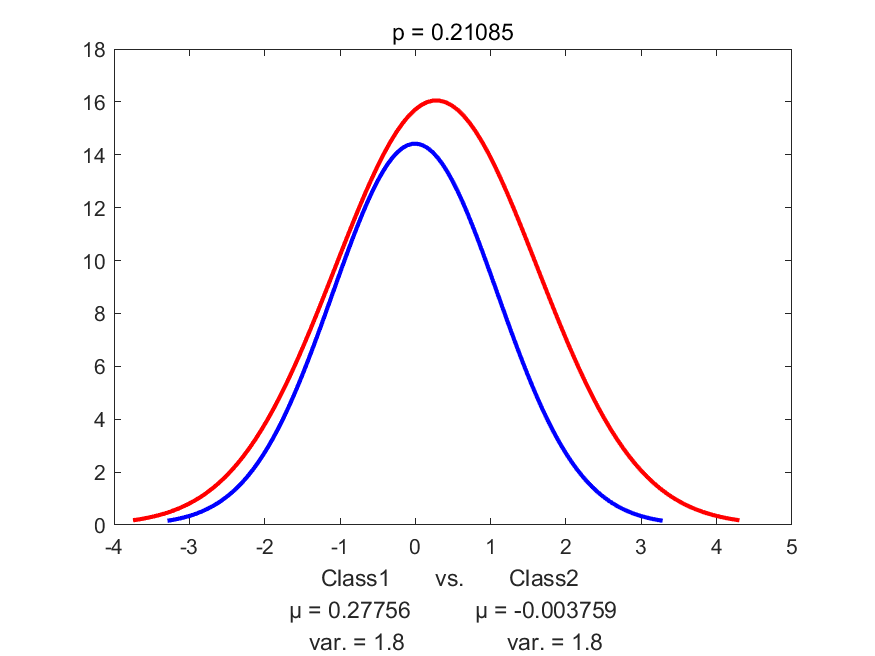 p = 0.21085
18
16
14
12
10
8
6
4
2
0
-4 -3 -2 -1 0 1 2 3 4 5
Class1 vs. Class2
μ = 0.27756 μ = -0.003759
var. = 1.8 var. = 1.8